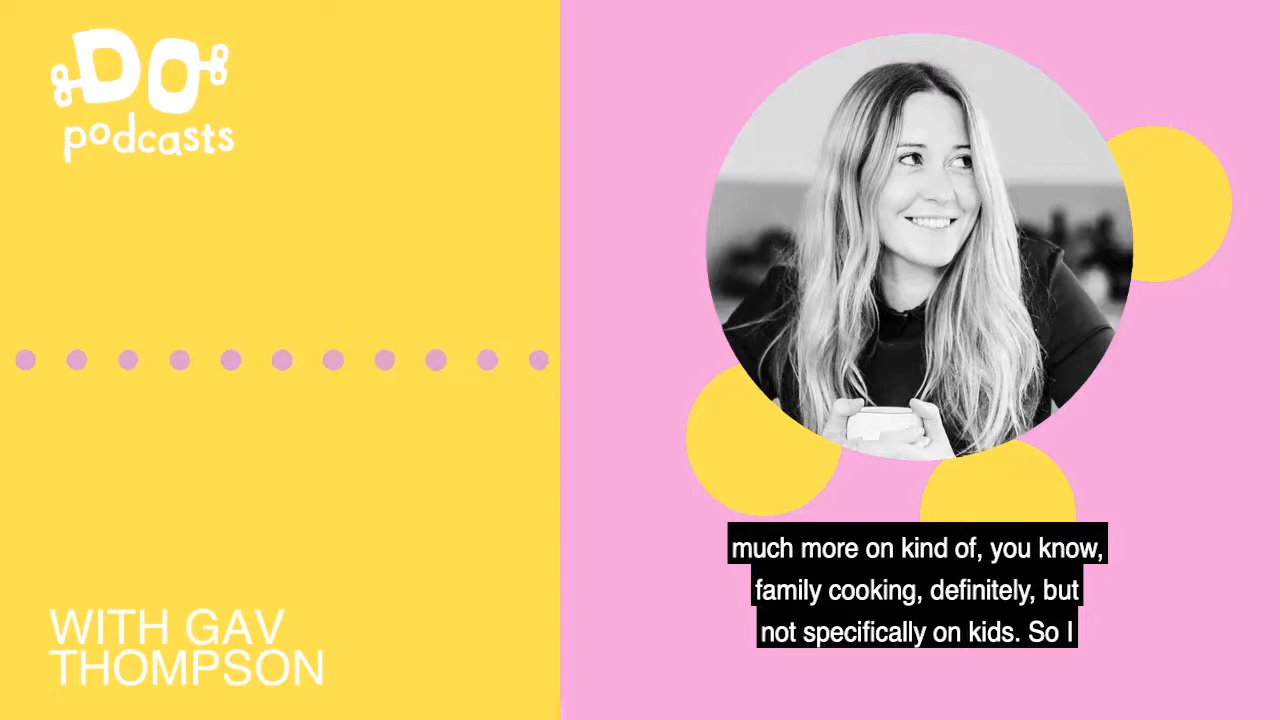 DO
podcasts
WITH GAV
THOMPSON
much more on kind of, you know,
family cooking, definitely, but
not specifically on kids. So I